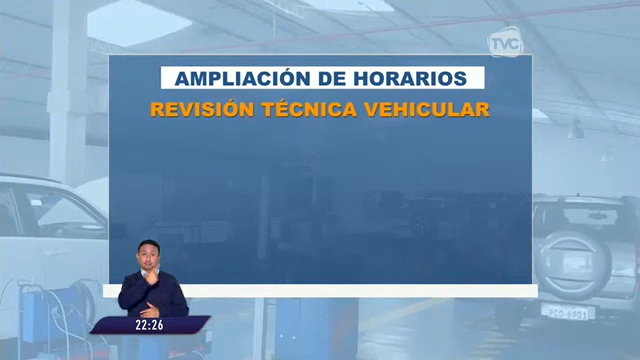 TVC
AMPLIACIÓN DE HORARIOS
REVISIÓN TÉCNICA VEHICULAR
22:26